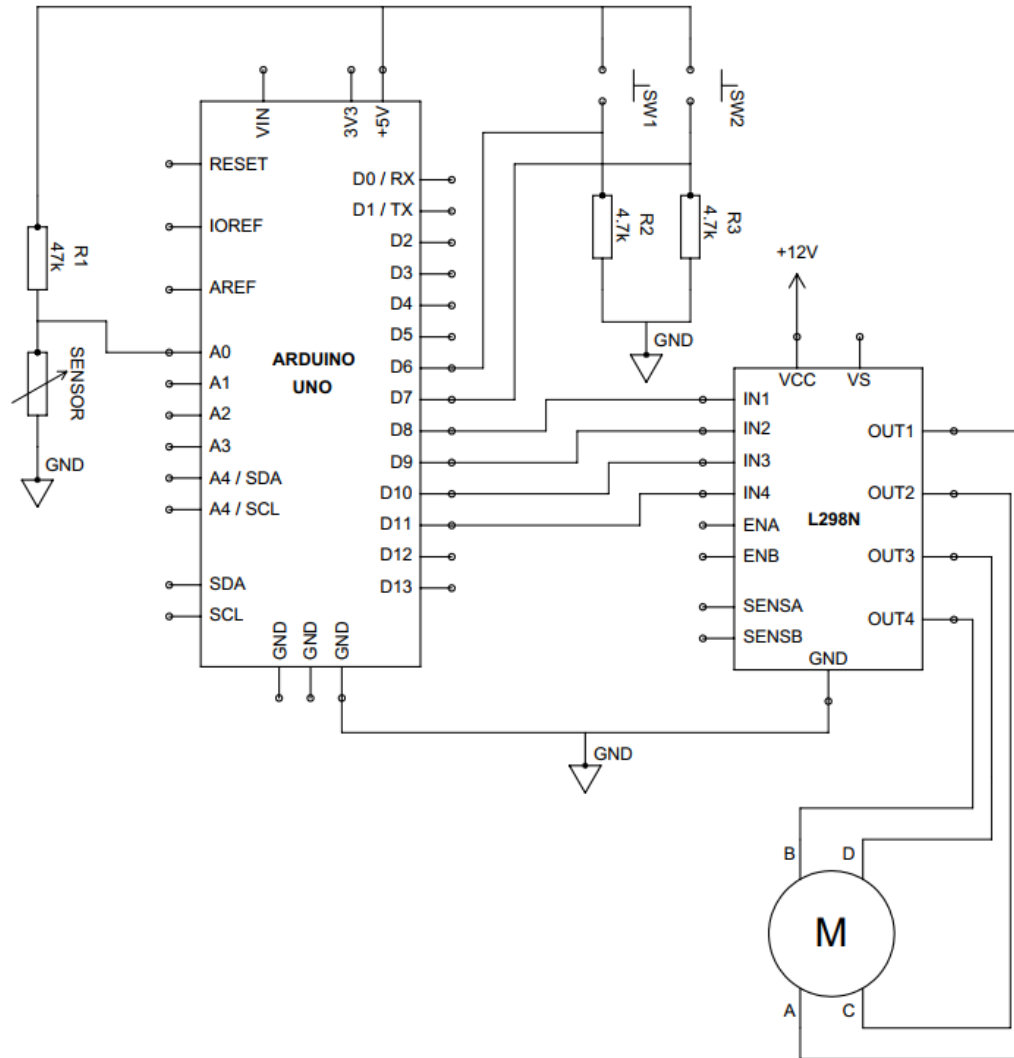 VIN
3V3
+5V
RESET
IOREF
AREF
A0
A1
A2
A3
A4 / SDA
A4 / SCL
SDA
SCL
GND
GND
GND
ARDUINO
UNO
D0 / RX
D1 / TX
D2
D3
D4
D5
D6
D7
D8
D9
D10
D11
D12
D13
R1
47k
SENSOR
GND
SW1
SW2
R2
4.7k
R3
4.7k
GND
+12V
VCC
VS
IN1
IN2
IN3
IN4
ENA
ENB
SENSA
SENSB
L298N
OUT1
OUT2
OUT3
OUT4
GND
GND
B
D
M
A
C